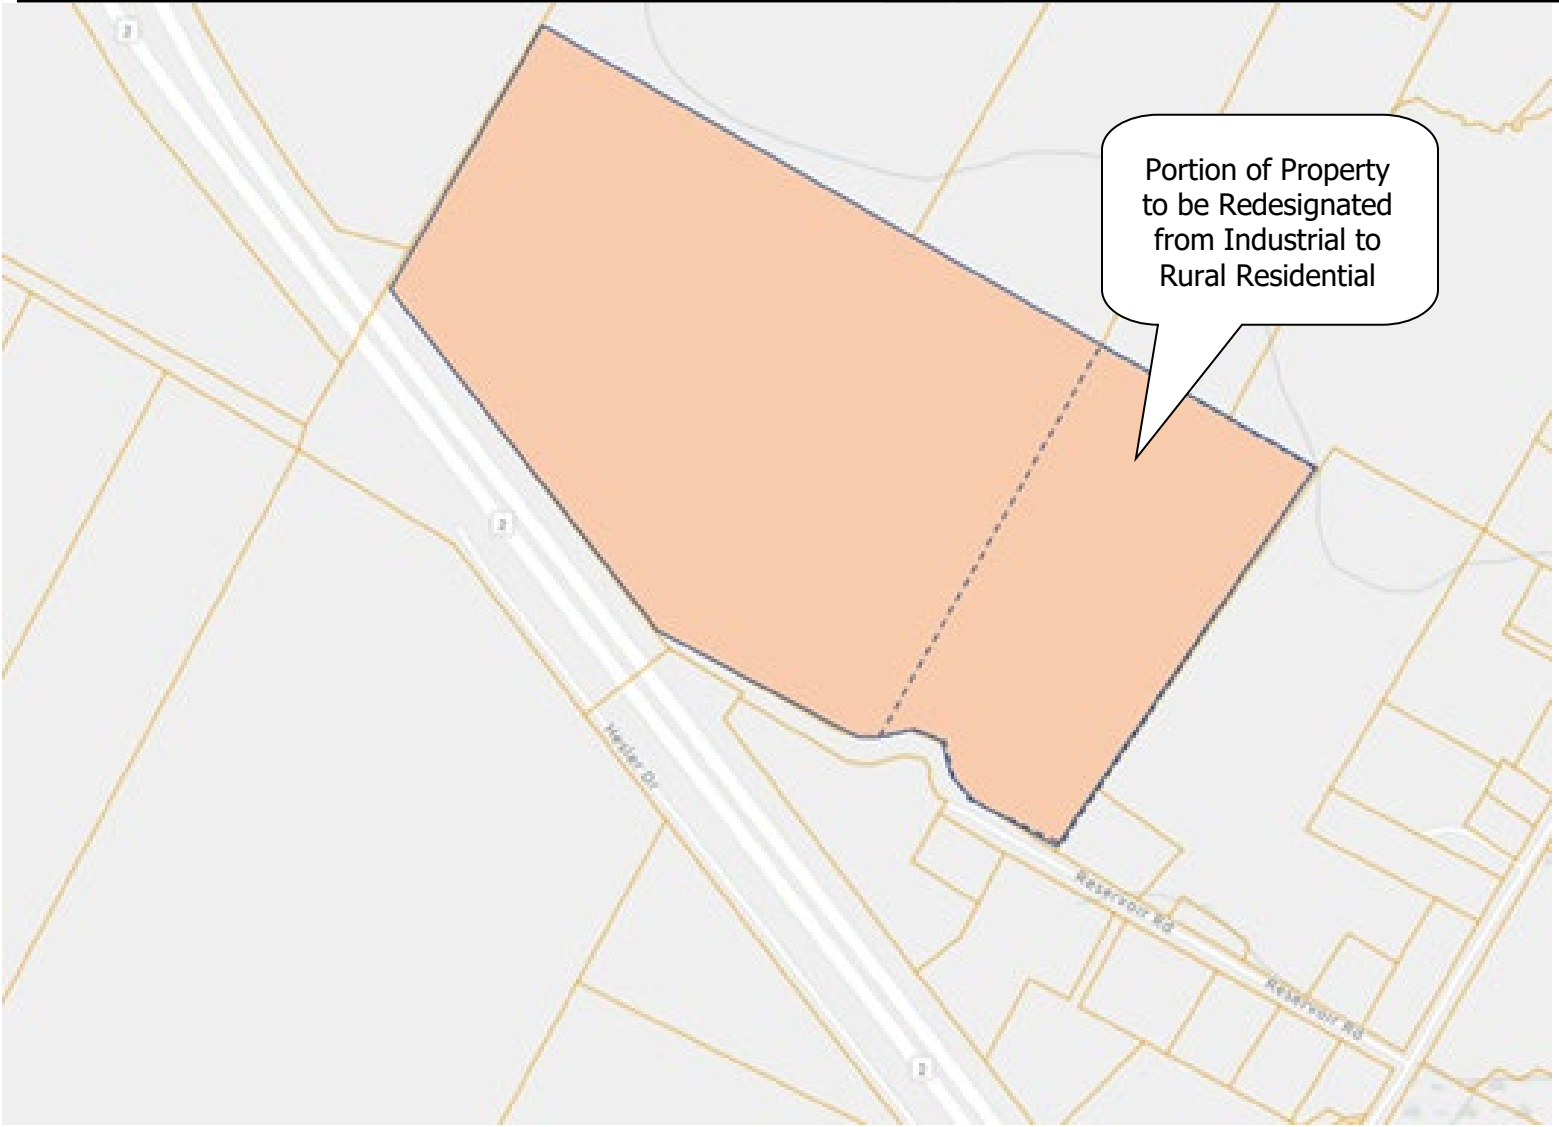 Portion of Property
to be Redesignated
from Industrial to
Rural Residential
Hesler Dr
Reservoir Rd
Reservoir Rd